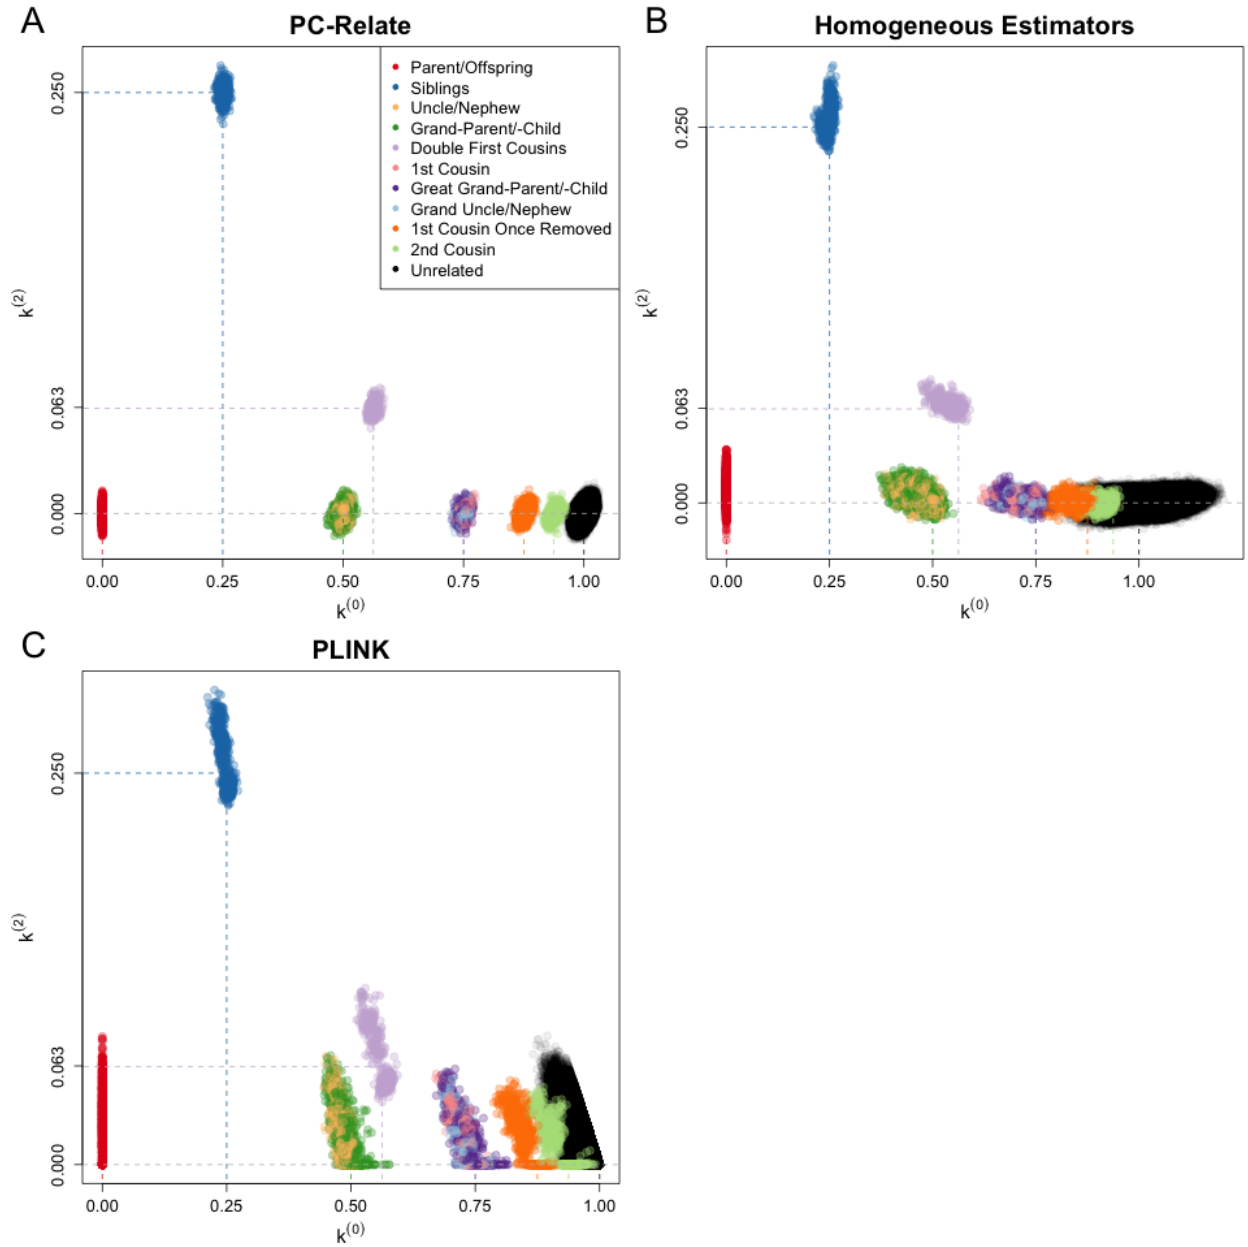 A
PC-Relate
0.250
0.063
0.000
k(2)
Parent/Offspring
Siblings
Uncle/Nephew
Grand-Parent/-Child
Double First Cousins
1st Cousin
Great Grand-Parent/-Child
Grand Uncle/Nephew
1st Cousin Once Removed
2nd Cousin
Unrelated
0.00 0.25 0.50 0.75 1.00
k(0)
B
Homogeneous Estimators
0.250
0.063
0.000
k(2)
0.00 0.25 0.50 0.75 1.00
k(0)
C
PLINK
0.250
0.063
0.000
k(2)
0.00 0.25 0.50 0.75 1.00
k(0)